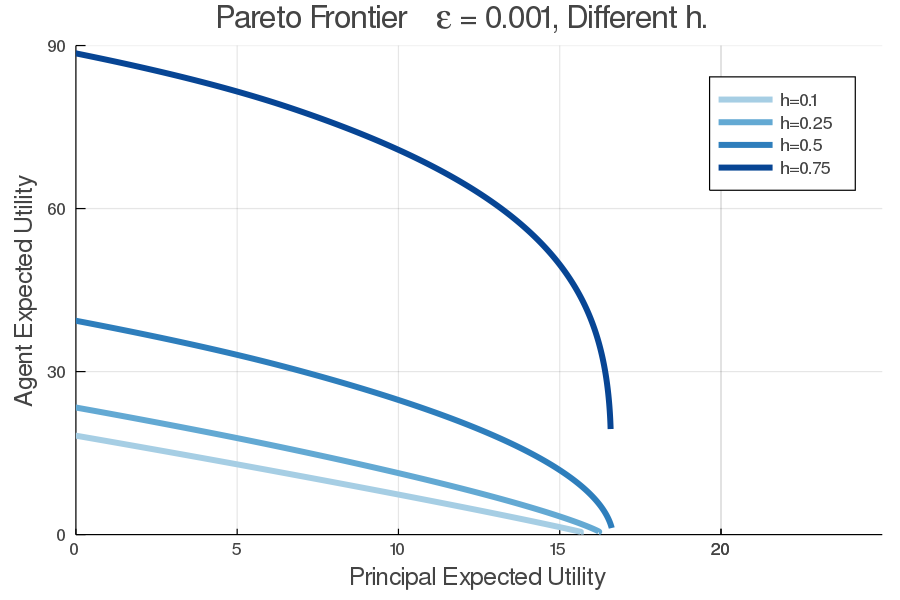 Pareto Frontier ε = 0.001, Different h.
90
60
30
0
Agent Expected Utility
h=0.1
h=0.25
h=0.5
h=0.75
0 5 10 15 20
Principal Expected Utility